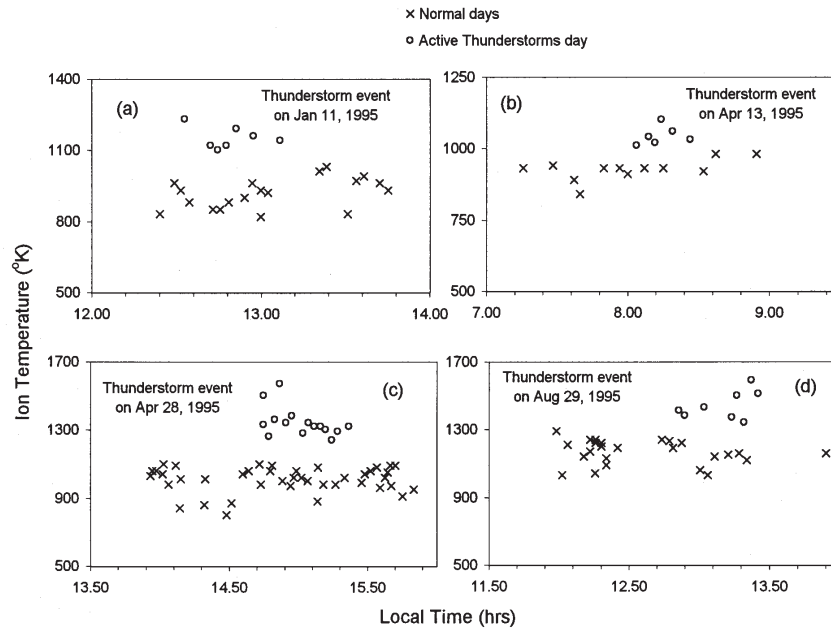 × Normal days
o Active Thunderstorms day
Ion Temperature (°K)
1400
1100
800
500
(a)
Thunderstorm event
on Jan 11, 1995
12.00 13.00 14.00
1250
1000
750
500
(b)
Thunderstorm event
on Apr 13, 1995
7.00 8.00 9.00
1700
1300
900
500
Thunderstorm event
on Apr 28, 1995
(c)
13.50 14.50 15.50
1700
1300
900
500
Thunderstorm event
on Aug 29, 1995
(d)
11.50 12.50 13.50
Local Time (hrs)